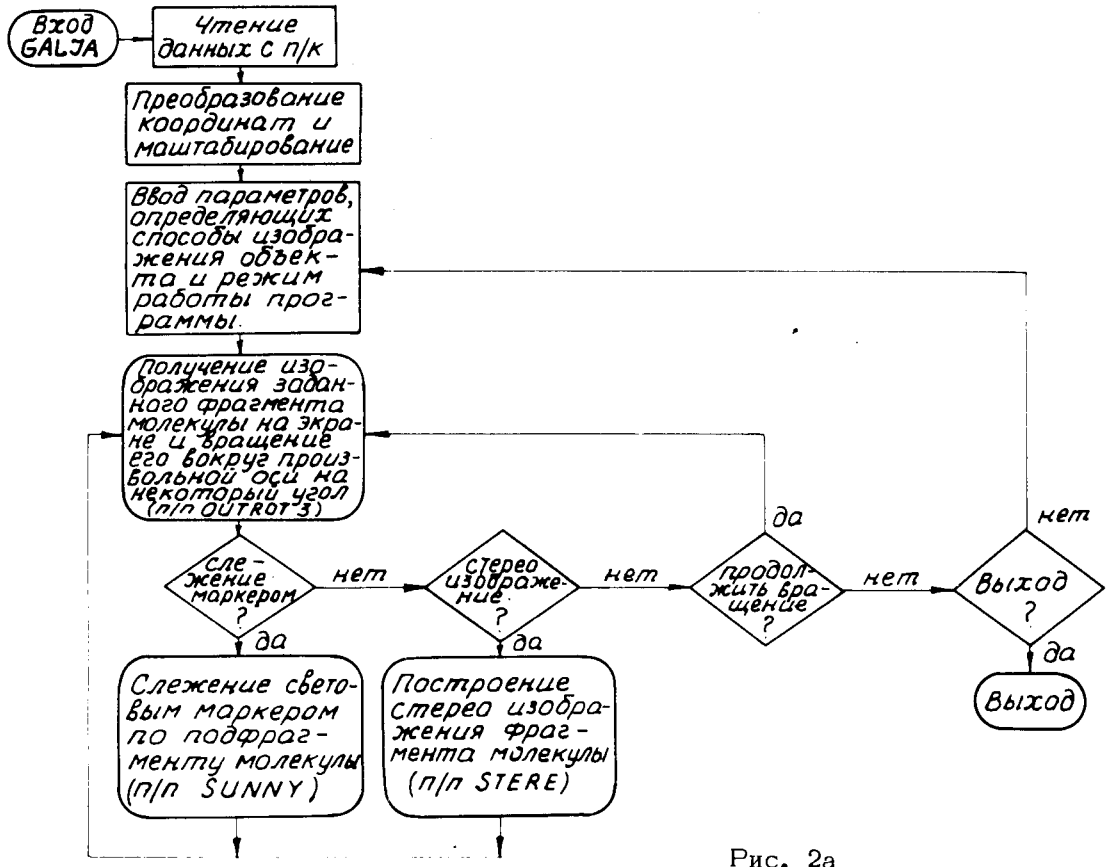 Вход
GALJA
Чтение
данных с п/к
Преобразование
координат и
маштабирование
Ввод параметров,
определяющих
способы изобра-
жения объек-
та и режим
работы прог-
раммы.
Получение изо-
бражения задан-
ного фрагмента
молекулы на экра-
не и вращение
его вокруг произ-
вольной оси на
некоторый угол
(п/п OUTROT 3)
да
нет
сле-
жение
маркером
?
нет
стерео
изображе-
ние
?
нет
продол-
жить вра-
щение
?
нет
Выход
?
да
да
да
Слежение свето-
вым маркером
по подфраг-
менту молекулы
(п/п SUNNY)
Построение
стерео изобра-
жения фраг-
мента молекулы
(п/п STERE)
Выход
Рис. 2а